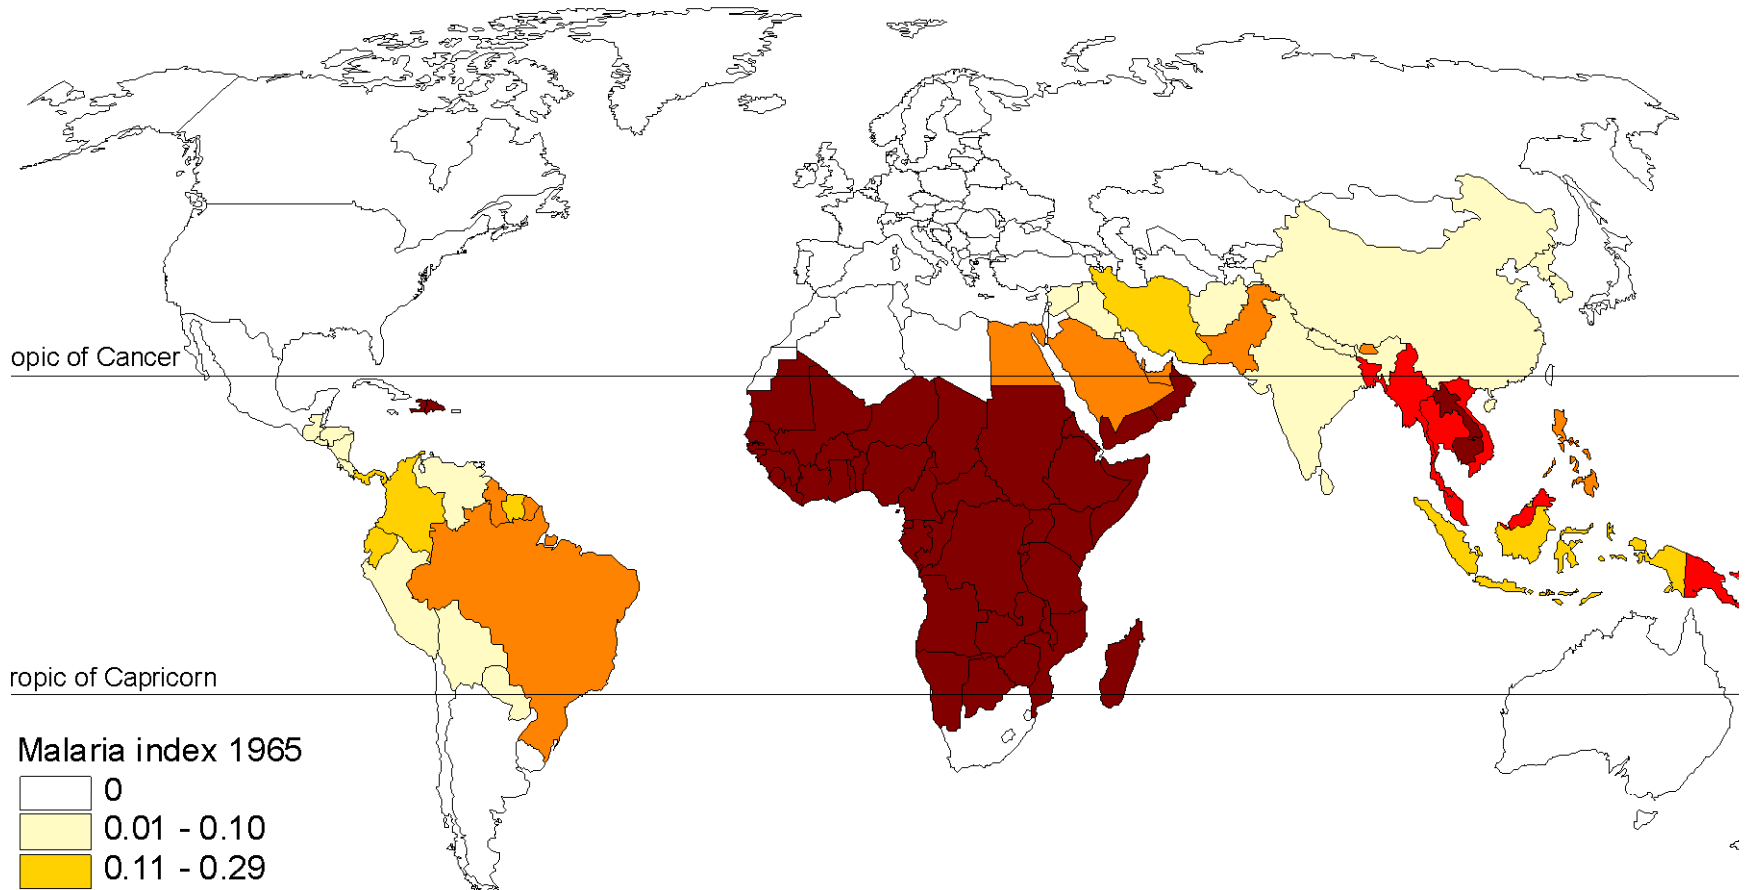 opic of Cancer
ropic of Capricorn
Malaria index 1965
0
0.01 - 0.10
0.11 - 0.29